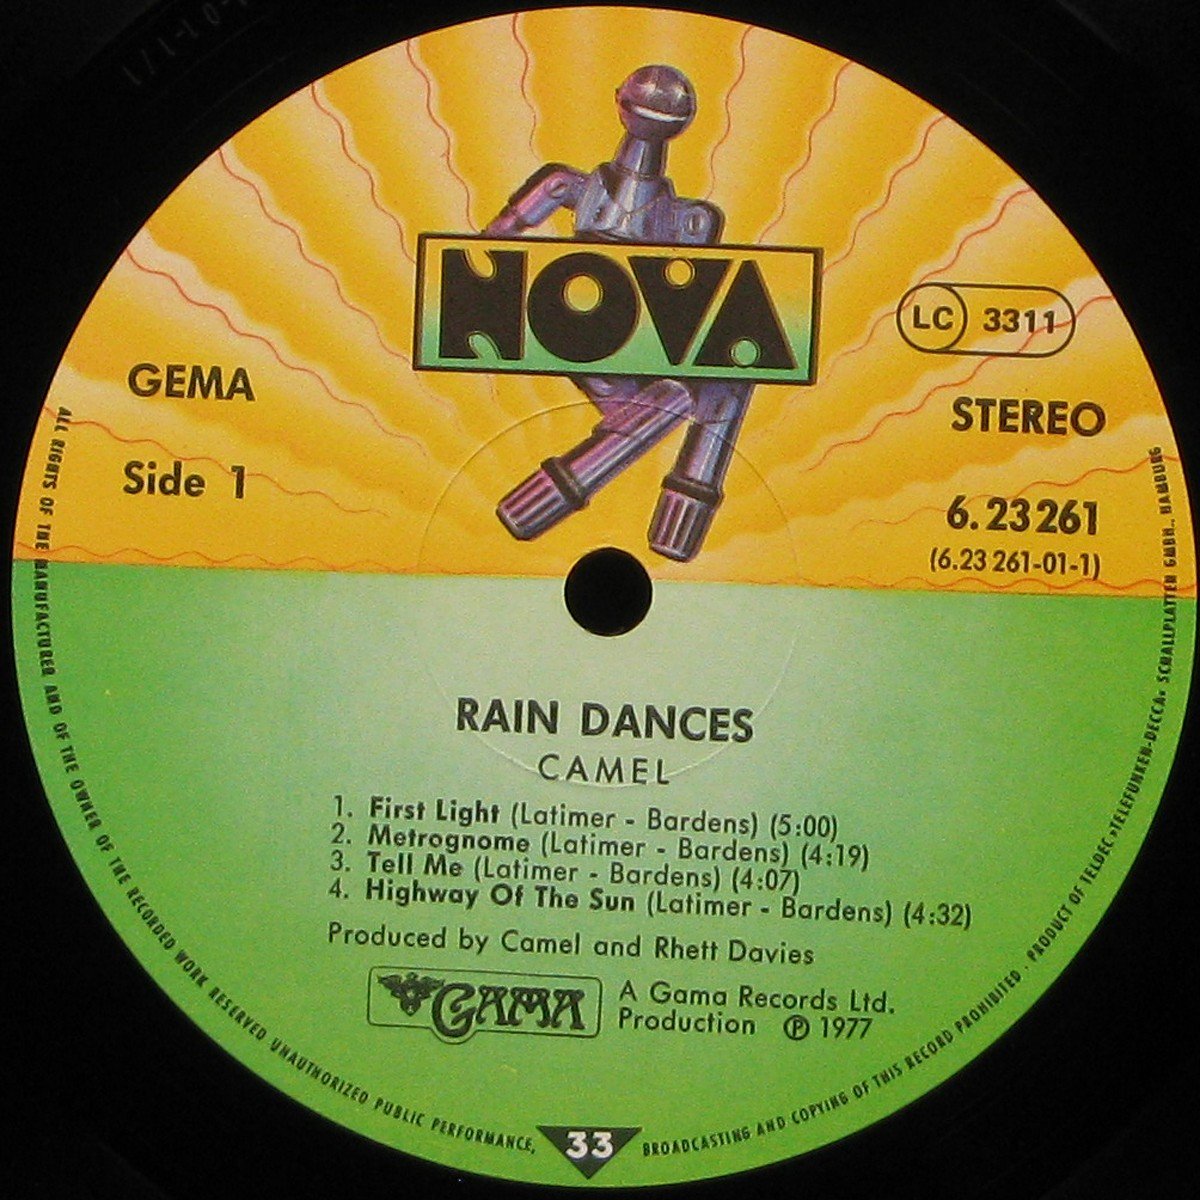 NOVA
LC 3311
GEMA
STEREO
Side 1
6.23261
(6.23 261-01-1)
RAIN DANCES
CAMEL
1. First Light (Latimer - Bardens) (5:00)
2. Metrognome (Latimer - Bardens) (4:19)
3. Tell Me (Latimer - Bardens) (4:07)
4. Highway Of The Sun (Latimer - Bardens) (4:32)
Produced by Camel and Rhett Davies
GAMA
A Gama Records Ltd.
Production ℗ 1977
ALL RIGHTS OF THE MANUFACTURER AND OF THE OWNER OF THE RECORDED WORK RESERVED UNAUTHORIZED PUBLIC PERFORMANCE, BROADCASTING AND COPYING OF THIS RECORD PROHIBITED · PRODUCT OF TELDEC »TELEFUNKEN-DECCA« SCHALLPLATTEN GMBH., HAMBURG
33